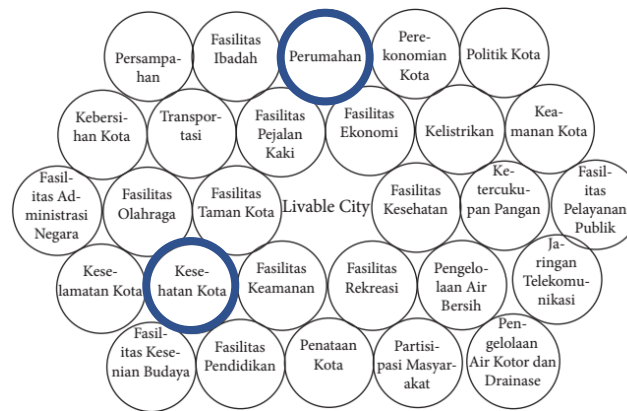 Persampa-
han
Fasilitas
Ibadah
Perumahan
Pere-
konomian
Kota
Politik Kota
Kebersi-
han Kota
Transpor-
tasi
Fasilitas
Pejalan
Kaki
Fasilitas
Ekonomi
Kelistrikan
Kea-
manan Kota
Fasil-
itas Ad-
ministrasi
Negara
Fasilitas
Olahraga
Fasilitas
Taman Kota
Livable City
Fasilitas
Kesehatan
Ke-
tercuku-
pan Pangan
Fasili-
tas
Pelayanan
Publik
Kese-
lamatan Kota
Kese-
hatan Kota
Fasilitas
Keamanan
Fasilitas
Rekreasi
Pengelo-
laan Air
Bersih
Ja-
ringan
Telekomu-
nikasi
Fasil-
itas Kese-
nian Budaya
Fasilitas
Pendidikan
Penataan
Kota
Partisi-
pasi Masyar-
akat
Pen-
gelolaan
Air Kotor dan
Drainase